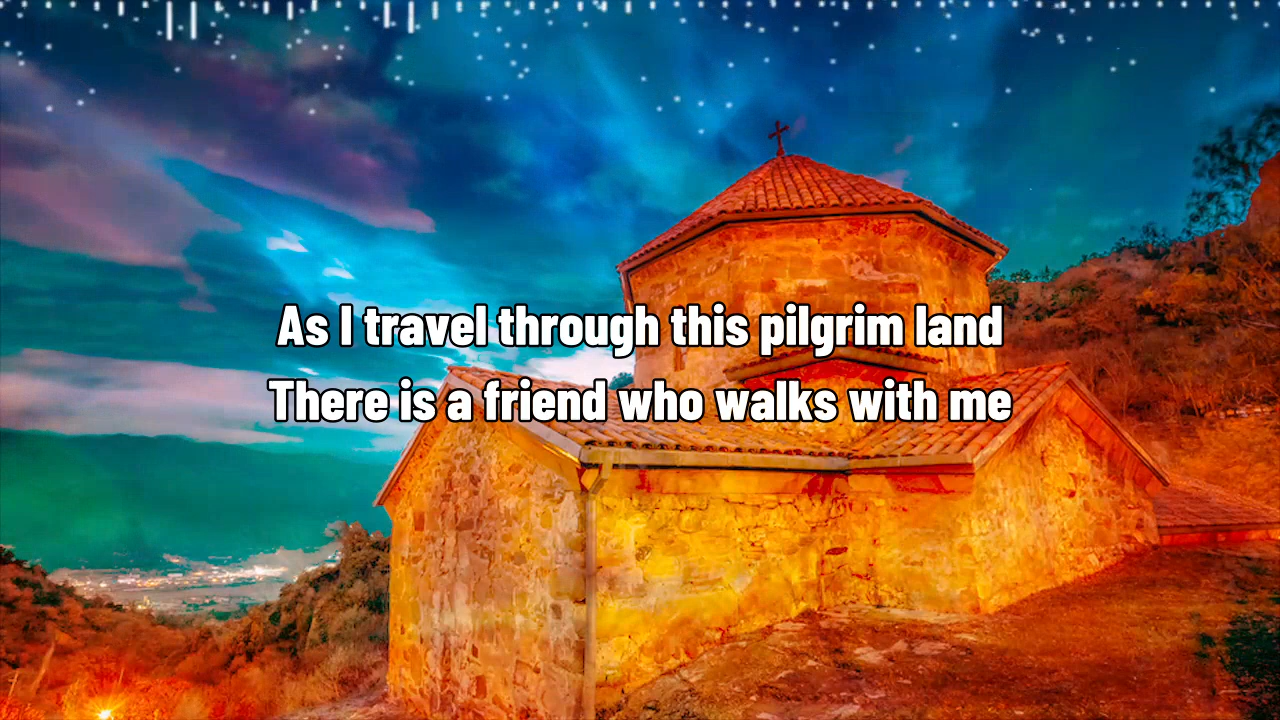 As I travel through this pilgrim land
There is a friend who walks with me